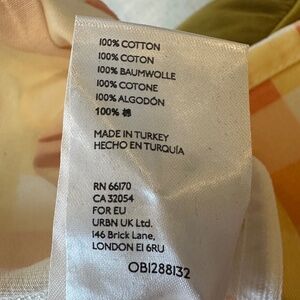 100% COTTON
100% COTON
100% BAUMWOLLE
100% COTONE
100% ALGODÓN
100% 棉
MADE IN TURKEY
HECHO EN TURQUÍA
RN 66170
CA 32054
FOR EU
URBN UK Ltd.
146 Brick Lane,
LONDON E1 6RU
OB1288132